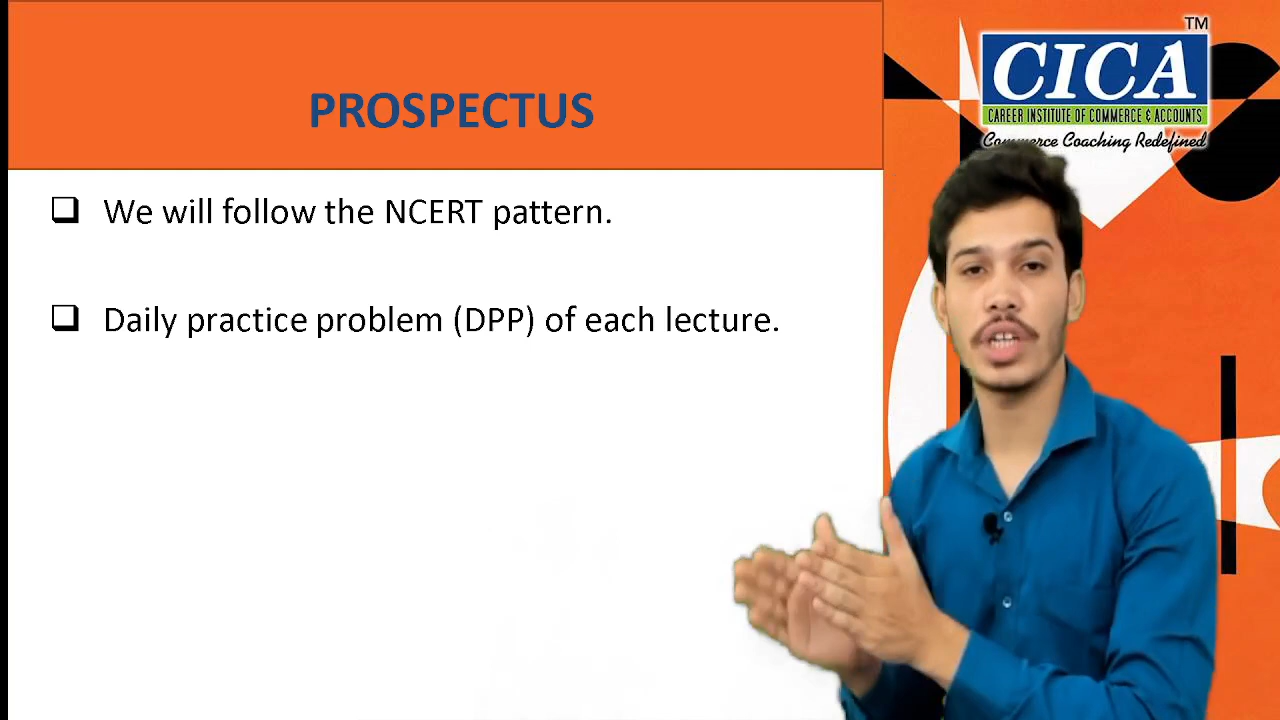 PROSPECTUS
We will follow the NCERT pattern.
Daily practice problem (DPP) of each lecture.
TM
CICA
CAREER INSTITUTE OF COMMERCE & ACCOUNTS
Commerce Coaching Redefined